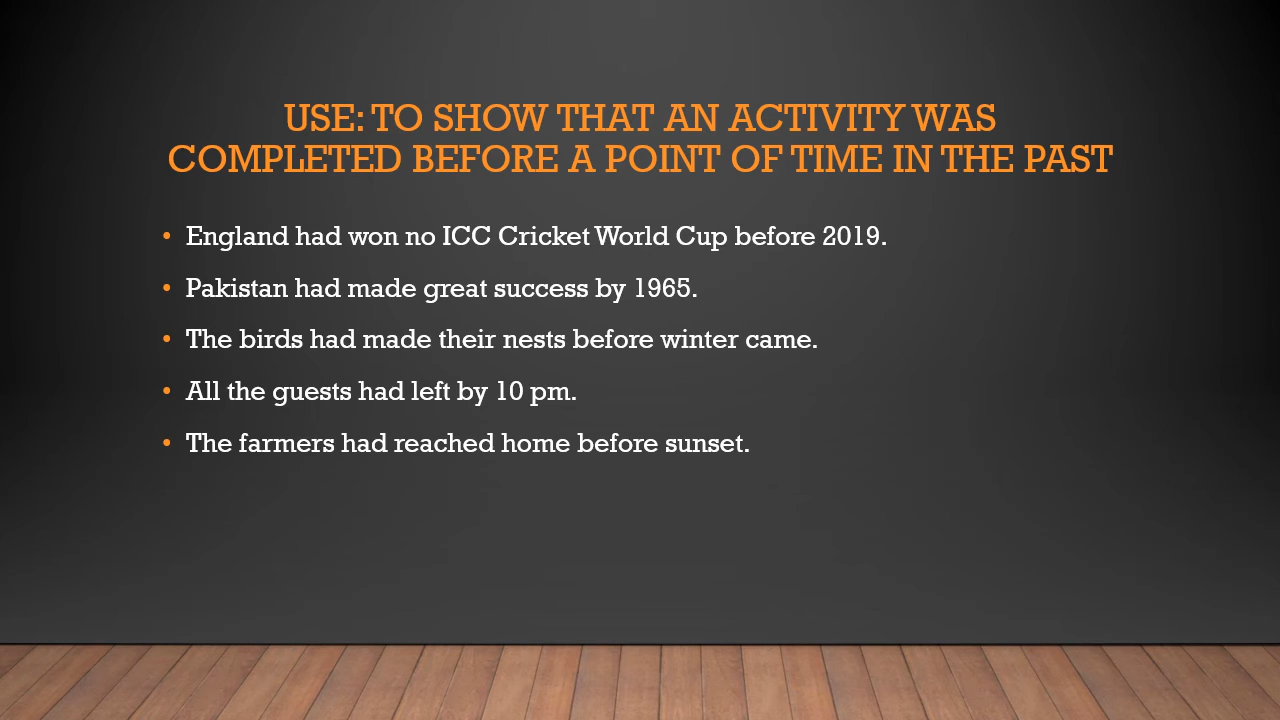 USE: TO SHOW THAT AN ACTIVITY WAS
COMPLETED BEFORE A POINT OF TIME IN THE PAST
• England had won no ICC Cricket World Cup before 2019.
• Pakistan had made great success by 1965.
• The birds had made their nests before winter came.
• All the guests had left by 10 pm.
• The farmers had reached home before sunset.